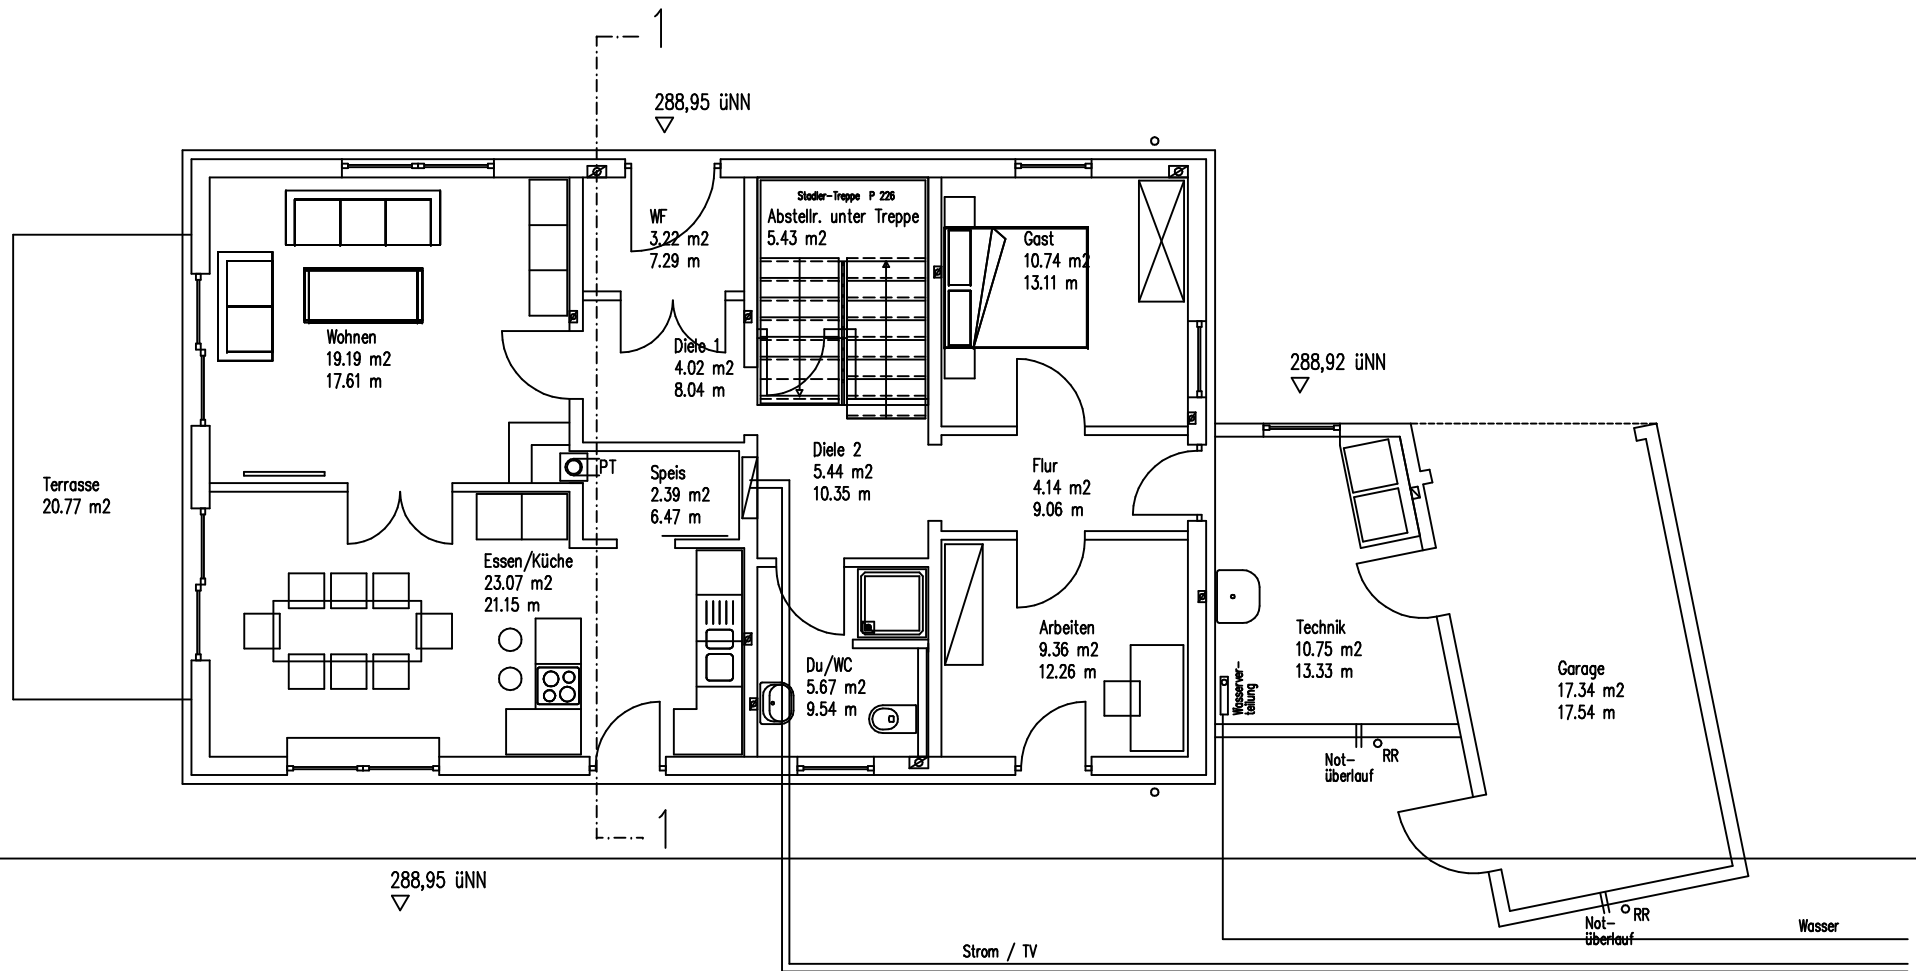 1
288,95 üNN
Stadler-Treppe P 226
Abstellr. unter Treppe
5.43 m2
WF
3.22 m2
7.29 m
Gast
10.74 m2
13.11 m
Wohnen
19.19 m2
17.61 m
Diele 1
4.02 m2
8.04 m
288,92 üNN
Terrasse
20.77 m2
PT
Speis
2.39 m2
6.47 m
Diele 2
5.44 m2
10.35 m
Flur
4.14 m2
9.06 m
Essen/Küche
23.07 m2
21.15 m
Du/WC
5.67 m2
9.54 m
Arbeiten
9.36 m2
12.26 m
Technik
10.75 m2
13.33 m
Wasserver-
teilung
Garage
17.34 m2
17.54 m
Not-
überlauf
RR
1
288,95 üNN
Not-
überlauf
RR
Wasser
Strom / TV